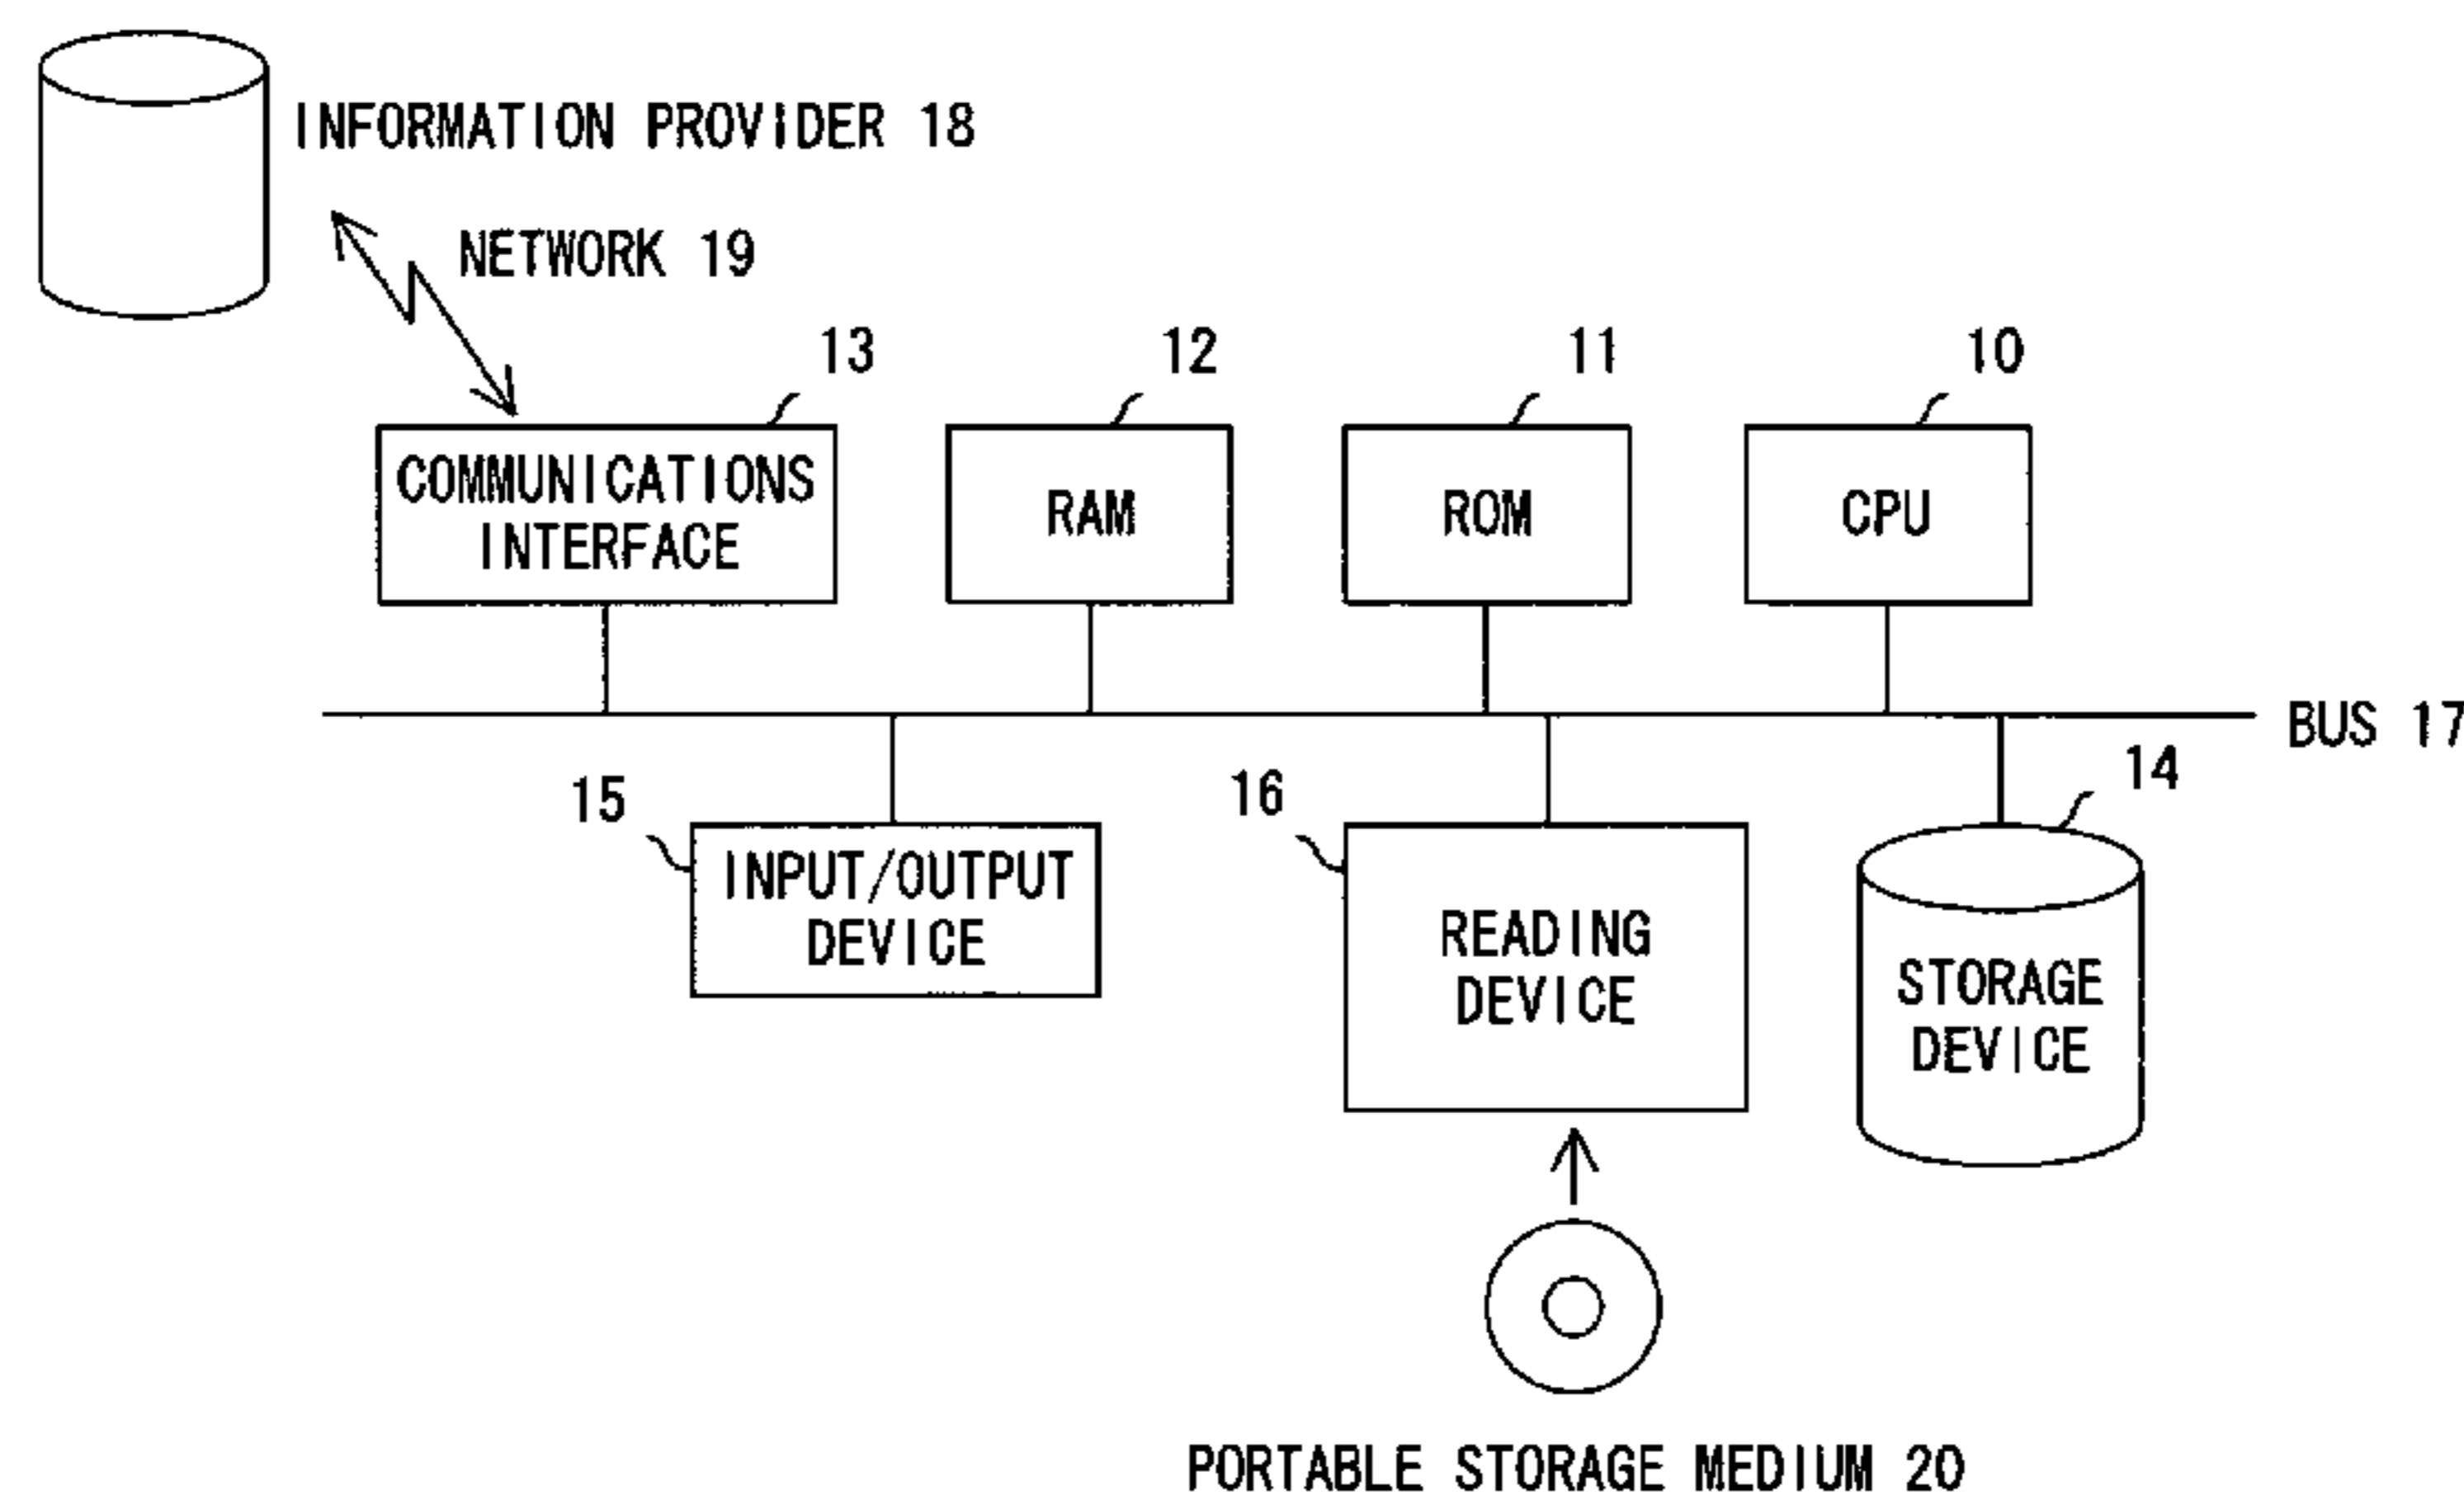 INFORMATION PROVIDER 18
NETWORK 19
13
12
11
10
COMMUNICATIONS
INTERFACE
RAM
ROM
CPU
BUS 17
15
16
14
INPUT/OUTPUT
DEVICE
READING
DEVICE
STORAGE
DEVICE
PORTABLE STORAGE MEDIUM 20